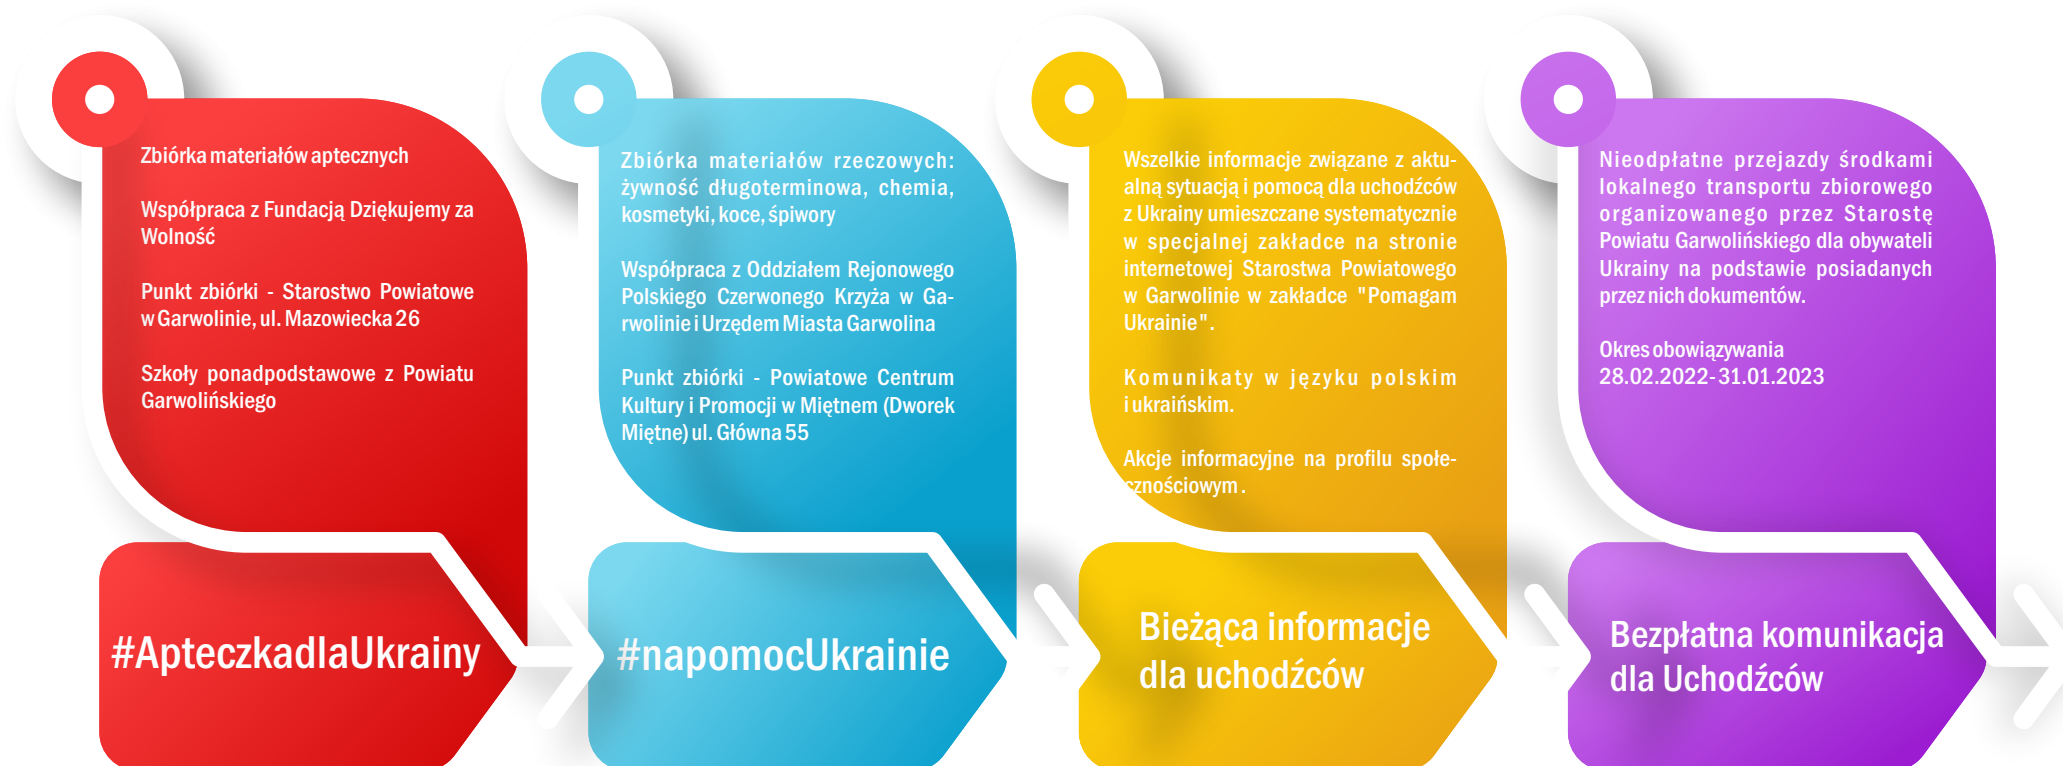 Zbiórka materiałów aptecznych
Współpraca z Fundacją Dziękujemy za
Wolność
Punkt zbiórki - Starostwo Powiatowe
w Garwolinie, ul. Mazowiecka 26
Szkoły ponadpodstawowe z Powiatu
Garwolińskiego
#ApteczkadlaUkrainy
Zbiórka materiałów rzeczowych:
żywność długoterminowa, chemia,
kosmetyki, koce, śpiwory
Współpraca z Oddziałem Rejonowego
Polskiego Czerwonego Krzyża w Ga-
rwolinie i Urzędem Miasta Garwolina
Punkt zbiórki - Powiatowe Centrum
Kultury i Promocji w Miętnem (Dworek
Miętne) ul. Główna 55
#napomocUkrainie
Wszelkie informacje związane z aktu-
alną sytuacją i pomocą dla uchodźców
z Ukrainy umieszczane systematycznie
w specjalnej zakładce na stronie
internetowej Starostwa Powiatowego
w Garwolinie w zakładce "Pomagam
Ukrainie".
Komunikaty w języku polskim
i ukraińskim.
Akcje informacyjne na profilu społe-
cznościowym .
Bieżąca informacje
dla uchodźców
Nieodpłatne przejazdy środkami
lokalnego transportu zbiorowego
organizowanego przez Starostę
Powiatu Garwolińskiego dla obywateli
Ukrainy na podstawie posiadanych
przez nich dokumentów.
Okres obowiązywania
28.02.2022-31.01.2023
Bezpłatna komunikacja
dla Uchodźców